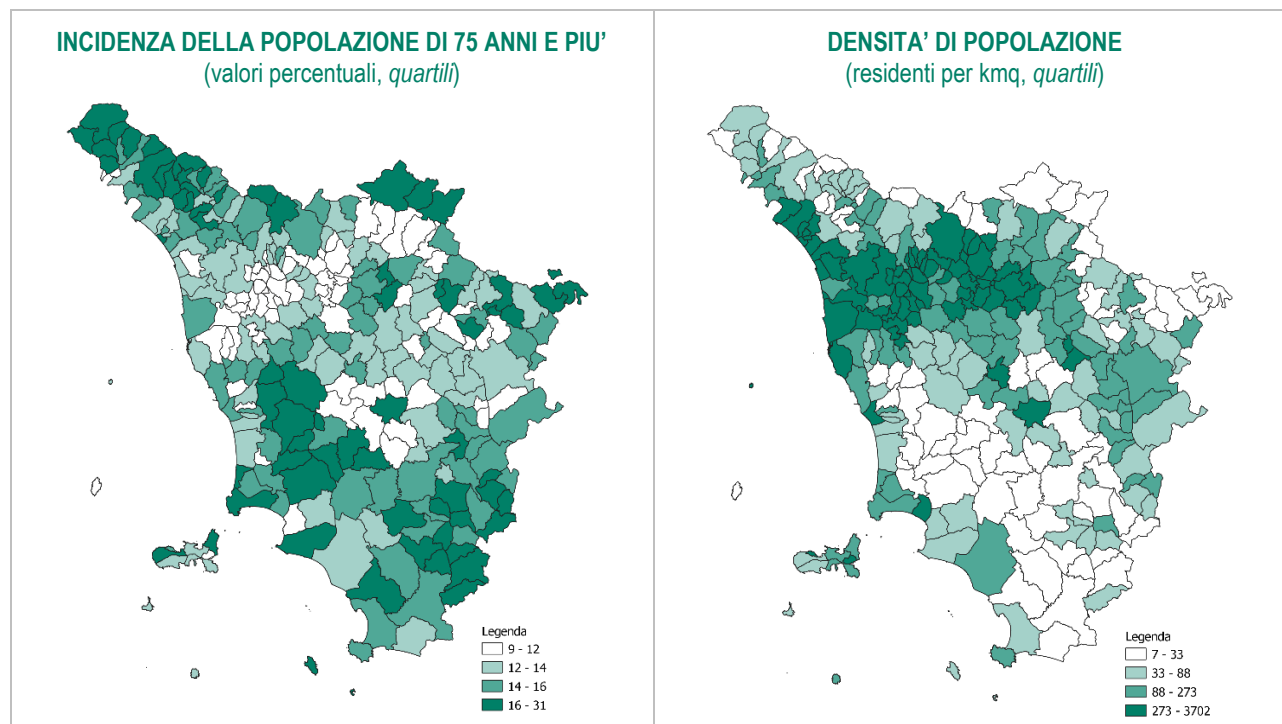 INCIDENZA DELLA POPOLAZIONE DI 75 ANNI E PIU’
(valori percentuali, quartili)
Legenda
9 - 12
12 - 14
14 - 16
16 - 31
DENSITA’ DI POPOLAZIONE
(residenti per kmq, quartili)
Legenda
7 - 33
33 - 88
88 - 273
273 - 3702